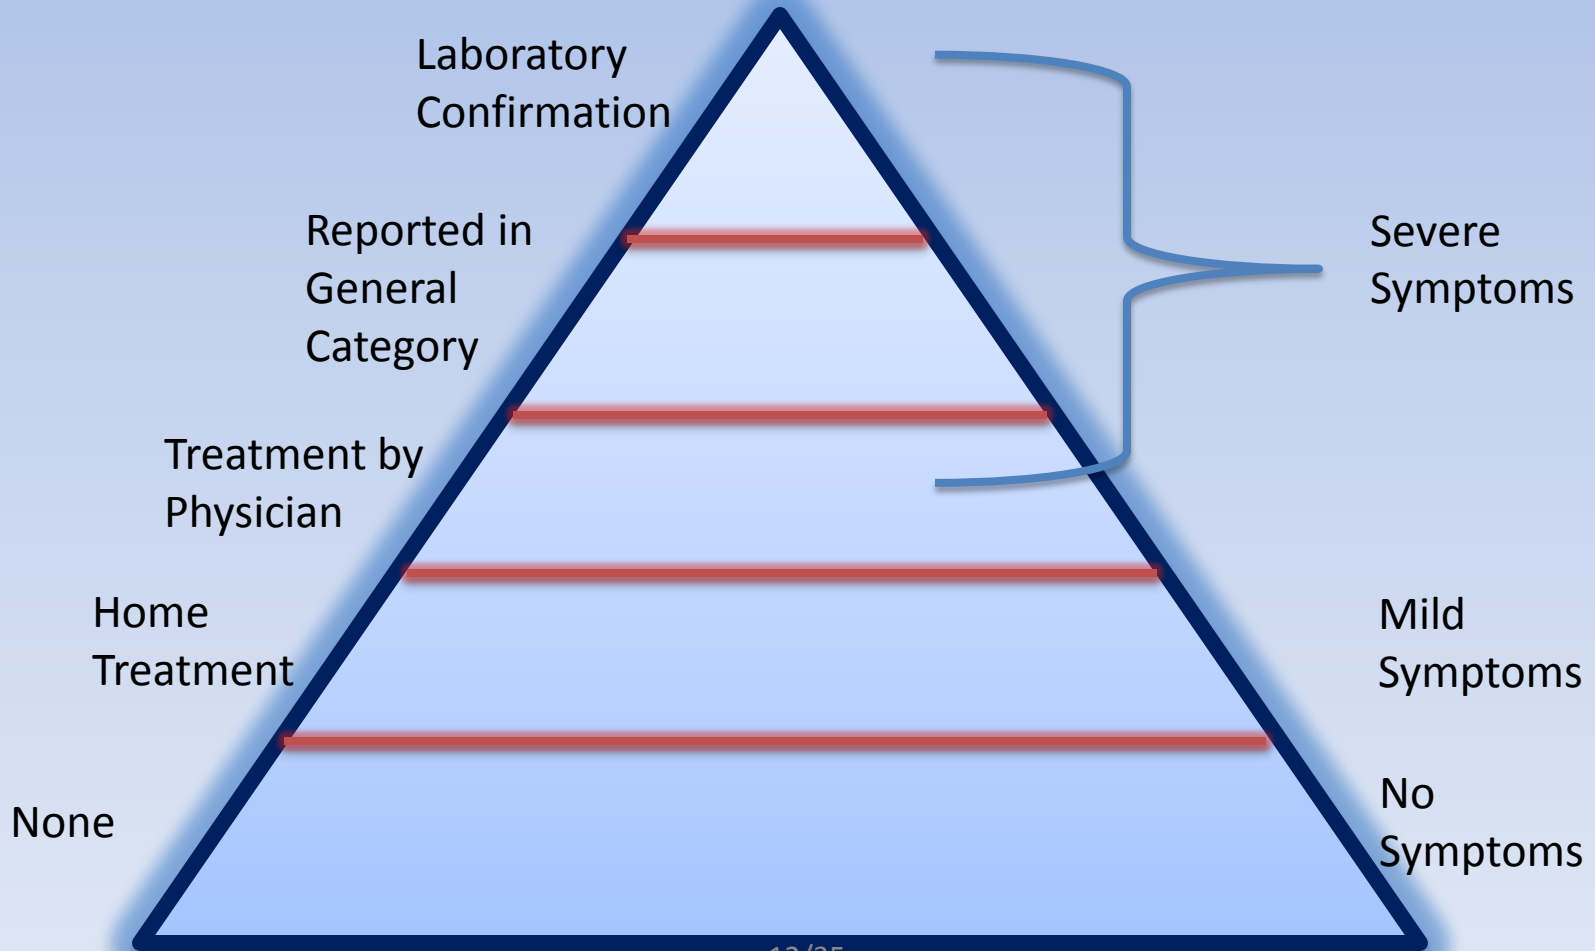 Laboratory
Confirmation
Reported in
General
Category
Severe
Symptoms
Treatment by
Physician
Home
Treatment
Mild
Symptoms
None
No
Symptoms